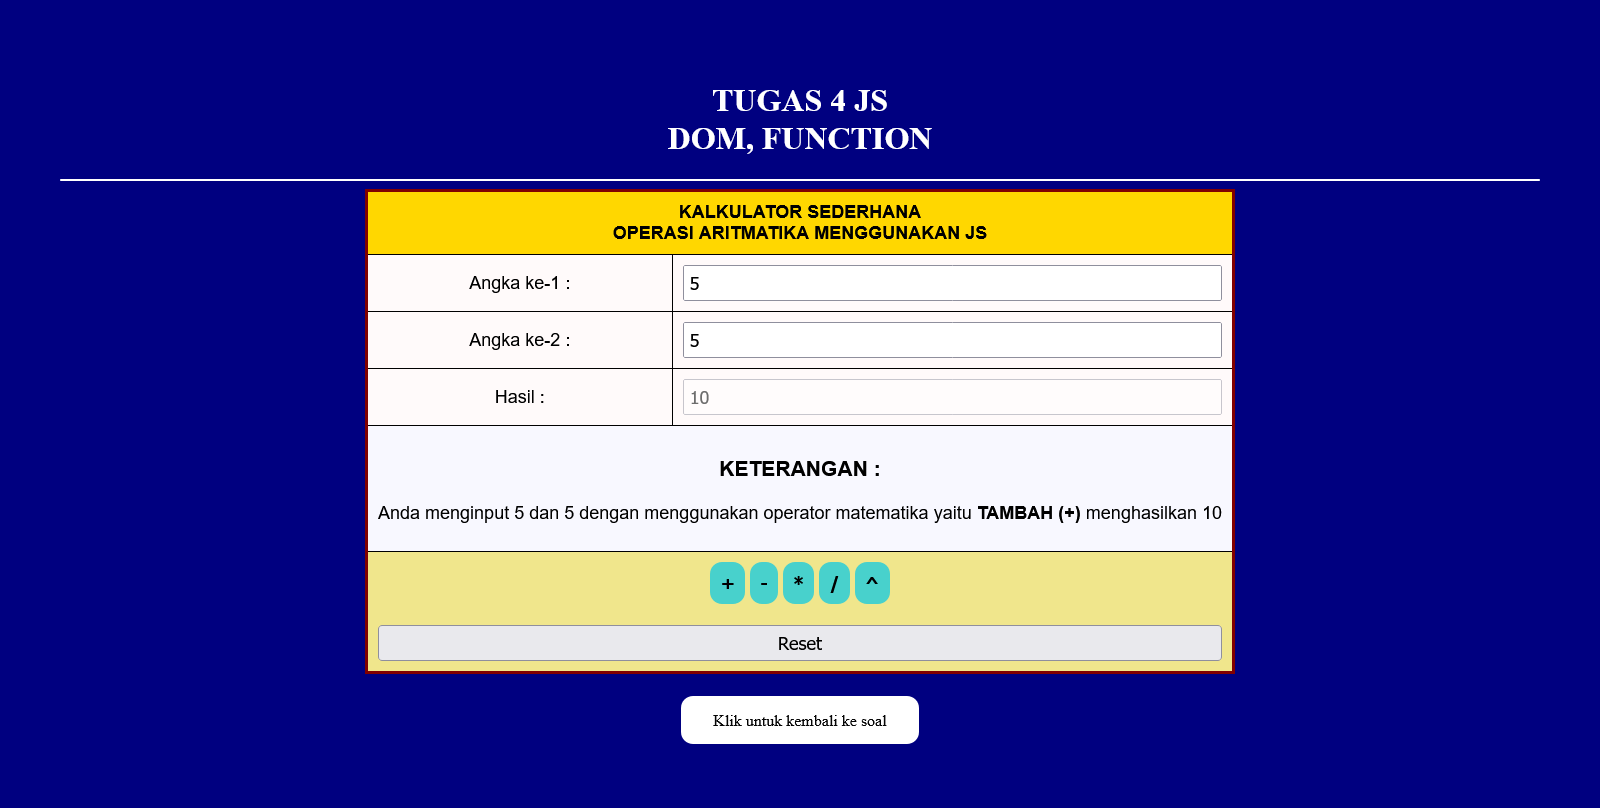 TUGAS 4 JS
DOM, FUNCTION
KALKULATOR SEDERHANA
OPERASI ARITMATIKA MENGGUNAKAN JS
Angka ke-1 : 5
Angka ke-2 : 5
Hasil : 10
KETERANGAN :
Anda menginput 5 dan 5 dengan menggunakan operator matematika yaitu TAMBAH (+) menghasilkan 10
+ - * / ^
Reset
Klik untuk kembali ke soal